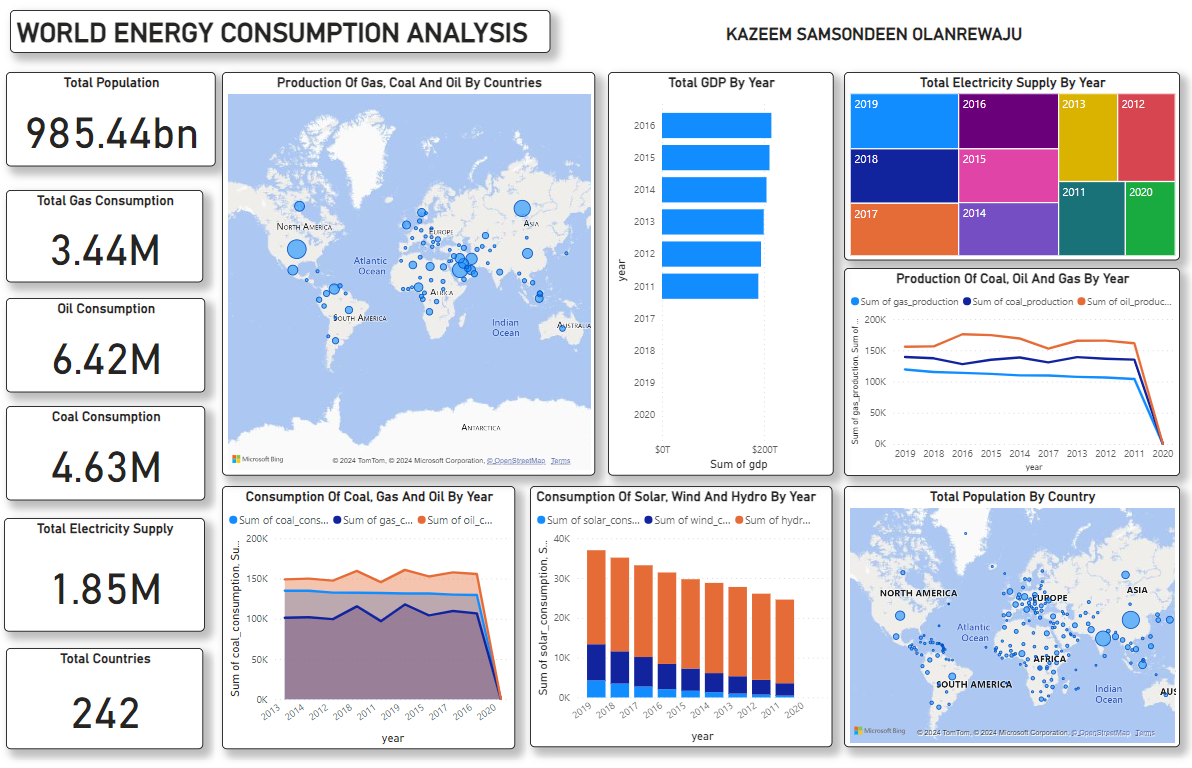 WORLD ENERGY CONSUMPTION ANALYSIS
KAZEEM SAMSONDEEN OLANREWAJU
Total Population
985.44bn
Total Gas Consumption
3.44M
Oil Consumption
6.42M
Coal Consumption
4.63M
Total Electricity Supply
1.85M
Total Countries
242
Production Of Gas, Coal And Oil By Countries
NORTH AMERICA
EUROPE
ASIA
Atlantic
Ocean
AFRICA
SOUTH AMERICA
Indian
Ocean
AUSTRALIA
ANTARCTICA
Microsoft Bing
© 2024 TomTom, © 2024 Microsoft Corporation, © OpenStreetMap Terms
Total GDP By Year
year
2016
2015
2014
2013
2012
2011
2017
2018
2019
2020
$0T $200T
Sum of gdp
Total Electricity Supply By Year
2019 2016 2013 2012
2018 2015
2011 2020
2017 2014
Production Of Coal, Oil And Gas By Year
Sum of gas_production Sum of coal_production Sum of oil_produc...
Sum of gas_production, Sum of...
200K
150K
100K
50K
0K
2019 2018 2016 2015 2014 2017 2013 2012 2011 2020
year
Consumption Of Coal, Gas And Oil By Year
Sum of coal_cons... Sum of gas_c... Sum of oil_c...
Sum of coal_consumption, Su...
200K
150K
100K
50K
0K
2013 2014 2015 2018 2011 2019 2016 2017 2012 2020
year
Consumption Of Solar, Wind And Hydro By Year
Sum of solar_cons... Sum of wind_c... Sum of hydr...
Sum of solar_consumption, S...
40K
30K
20K
10K
0K
2019 2018 2017 2016 2015 2014 2013 2012 2011 2020
year
Total Population By Country
NORTH AMERICA
EUROPE
ASIA
Atlantic
Ocean
AFRICA
SOUTH AMERICA
Indian
Ocean
AUS
Microsoft Bing
© 2024 TomTom, © 2024 Microsoft Corporation, © OpenStreetMap Terms